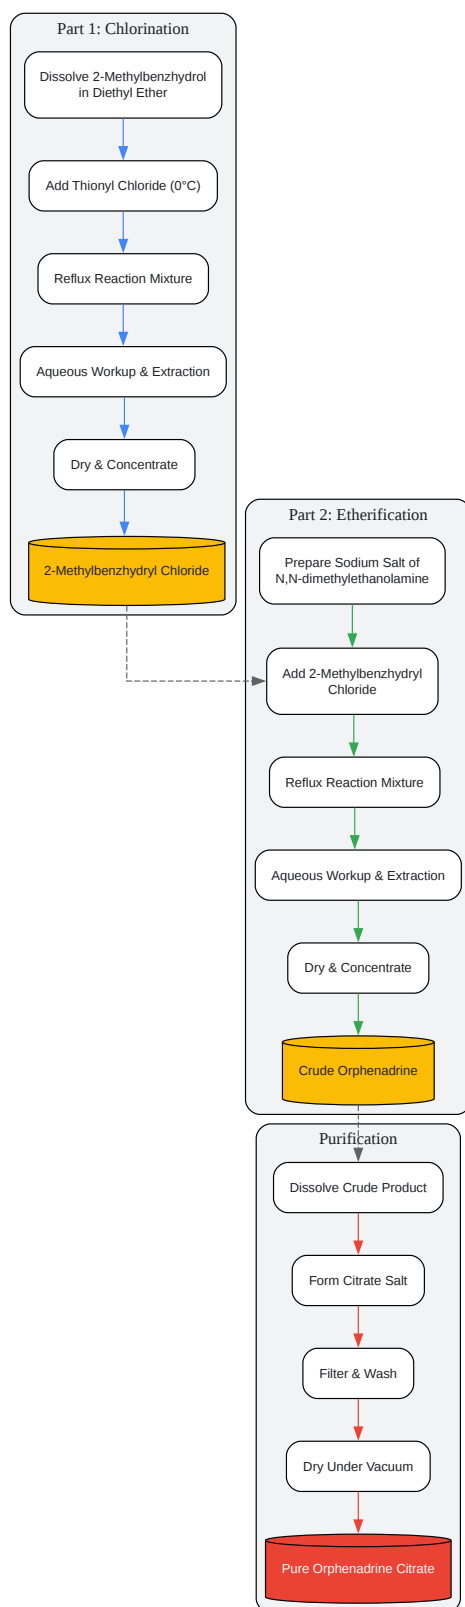 Part 1: Chlorination
Dissolve 2-Methylbenzhydrol
in Diethyl Ether
Add Thionyl Chloride (0°C)
Reflux Reaction Mixture
Aqueous Workup & Extraction
Dry & Concentrate
2-Methylbenzhydryl Chloride
Part 2: Etherification
Prepare Sodium Salt of
N,N-dimethylethanolamine
Add 2-Methylbenzhydryl
Chloride
Reflux Reaction Mixture
Aqueous Workup & Extraction
Dry & Concentrate
Crude Orphenadrine
Purification
Dissolve Crude Product
Form Citrate Salt
Filter & Wash
Dry Under Vacuum
Pure Orphenadrine Citrate